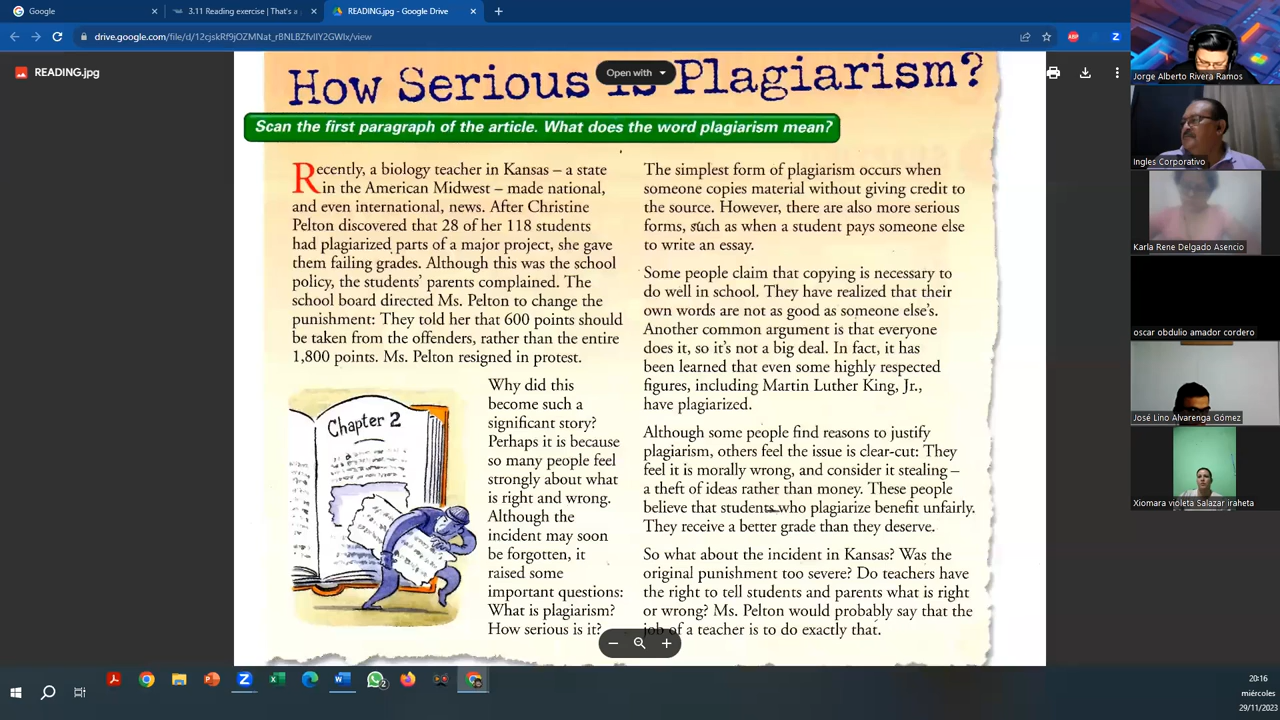 Google
3.11 Reading exercise | That's a
READING.jpg - Google Drive
drive.google.com/file/d/12cjskRf9jOZMNat_rBNLBZfvlIY2GWIx/view
READING.jpg
Open with
How Serious is Plagiarism?
Scan the first paragraph of the article. What does the word plagiarism mean?
Recently, a biology teacher in Kansas – a state
in the American Midwest – made national,
and even international, news. After Christine
Pelton discovered that 28 of her 118 students
had plagiarized parts of a major project, she gave
them failing grades. Although this was the school
policy, the students' parents complained. The
school board directed Ms. Pelton to change the
punishment: They told her that 600 points should
be taken from the offenders, rather than the entire
1,800 points. Ms. Pelton resigned in protest.
Chapter 2
Why did this
become such a
significant story?
Perhaps it is because
so many people feel
strongly about what
is right and wrong.
Although the
incident may soon
be forgotten, it
raised some
important questions:
What is plagiarism?
How serious is it?
The simplest form of plagiarism occurs when
someone copies material without giving credit to
the source. However, there are also more serious
forms, such as when a student pays someone else
to write an essay.
Some people claim that copying is necessary to
do well in school. They have realized that their
own words are not as good as someone else's.
Another common argument is that everyone
does it, so it's not a big deal. In fact, it has
been learned that even some highly respected
figures, including Martin Luther King, Jr.,
have plagiarized.
Although some people find reasons to justify
plagiarism, others feel the issue is clear-cut: They
feel it is morally wrong, and consider it stealing –
a theft of ideas rather than money. These people
believe that students who plagiarize benefit unfairly.
They receive a better grade than they deserve.
So what about the incident in Kansas? Was the
original punishment too severe? Do teachers have
the right to tell students and parents what is right
or wrong? Ms. Pelton would probably say that the
job of a teacher is to do exactly that.
Jorge Alberto Rivera Ramos
Ingles Corporativo
Karla Rene Delgado Asencio
oscar obdulio amador cordero
José Lino Alvarenga Gómez
Xiomara violeta Salazar iraheta
20:16
miércoles
29/11/2023